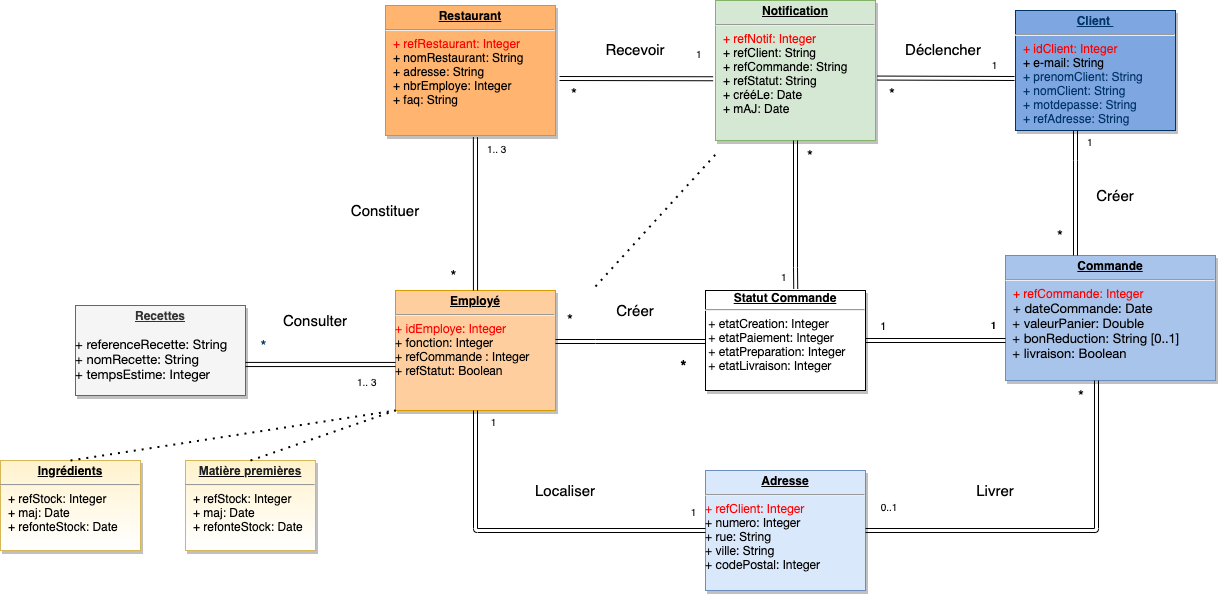 Restaurant
+ refRestaurant: Integer
+ nomRestaurant: String
+ adresse: String
+ nbrEmploye: Integer
+ faq: String
Recevoir
1
*
Notification
+ refNotif: Integer
+ refClient: String
+ refCommande: String
+ refStatut: String
+ crééLe: Date
+ mAJ: Date
Déclencher
1
*
Client
+ idClient: Integer
+ e-mail: String
+ prenomClient: String
+ nomClient: String
+ motdepasse: String
+ refAdresse: String
1.. 3
Constituer
*
*
1
1
Créer
*
Recettes
+ referenceRecette: String
+ nomRecette: String
+ tempsEstime: Integer
Consulter
*
1.. 3
Employé
+ idEmploye: Integer
+ fonction: Integer
+ refCommande : Integer
+ refStatut: Boolean
*
Créer
*
Statut Commande
+ etatCreation: Integer
+ etatPaiement: Integer
+ etatPreparation: Integer
+ etatLivraison: Integer
1
1
Commande
+ refCommande: Integer
+ dateCommande: Date
+ valeurPanier: Double
+ bonReduction: String [0..1]
+ livraison: Boolean
Ingrédients
+ refStock: Integer
+ maj: Date
+ refonteStock: Date
Matière premières
+ refStock: Integer
+ maj: Date
+ refonteStock: Date
1
Localiser
1
Adresse
+ refClient: Integer
+ numero: Integer
+ rue: String
+ ville: String
+ codePostal: Integer
0..1
Livrer
*